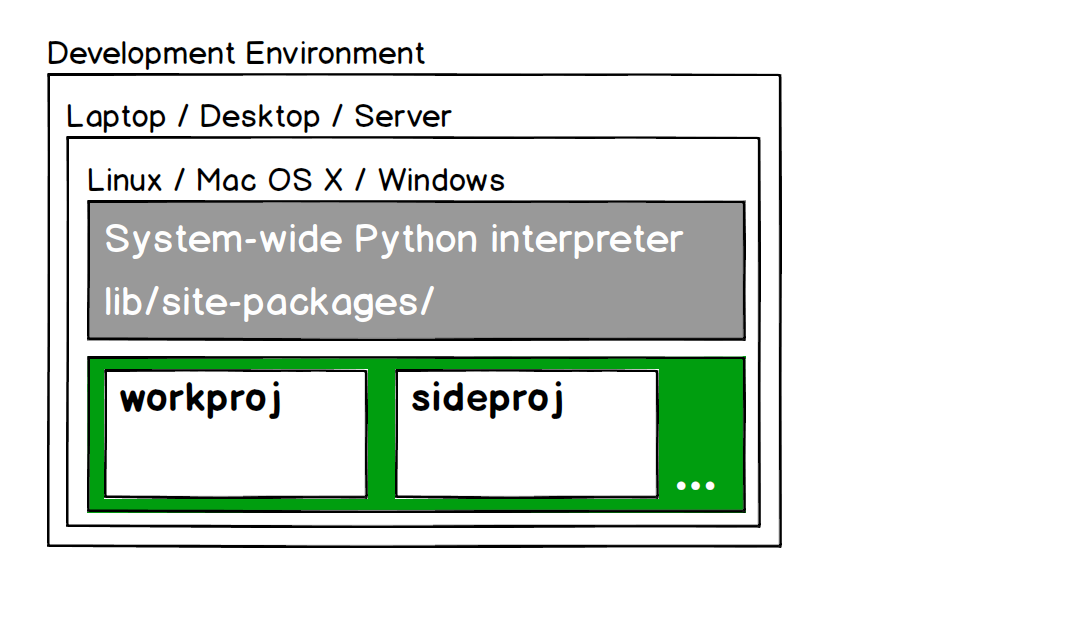 Development Environment
Laptop / Desktop / Server
Linux / Mac OS X / Windows
System-wide Python interpreter
lib/site-packages/
workproj sideproj
...